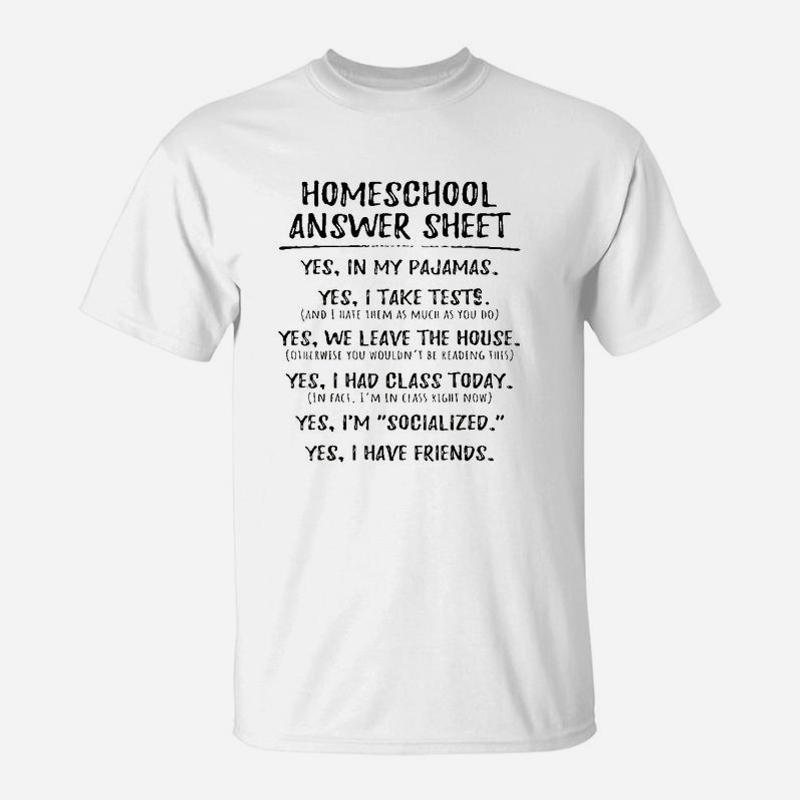 HOMESCHOOL
ANSWER SHEET
YES, IN MY PAJAMAS.
YES, I TAKE TESTS.
(AND I HATE THEM AS MUCH AS YOU DO)
YES, WE LEAVE THE HOUSE.
(OTHERWISE YOU WOULDN'T BE READING THIS)
YES, I HAD CLASS TODAY.
(IN FACT, I'M IN CLASS RIGHT NOW)
YES, I'M "SOCIALIZED."
YES, I HAVE FRIENDS.